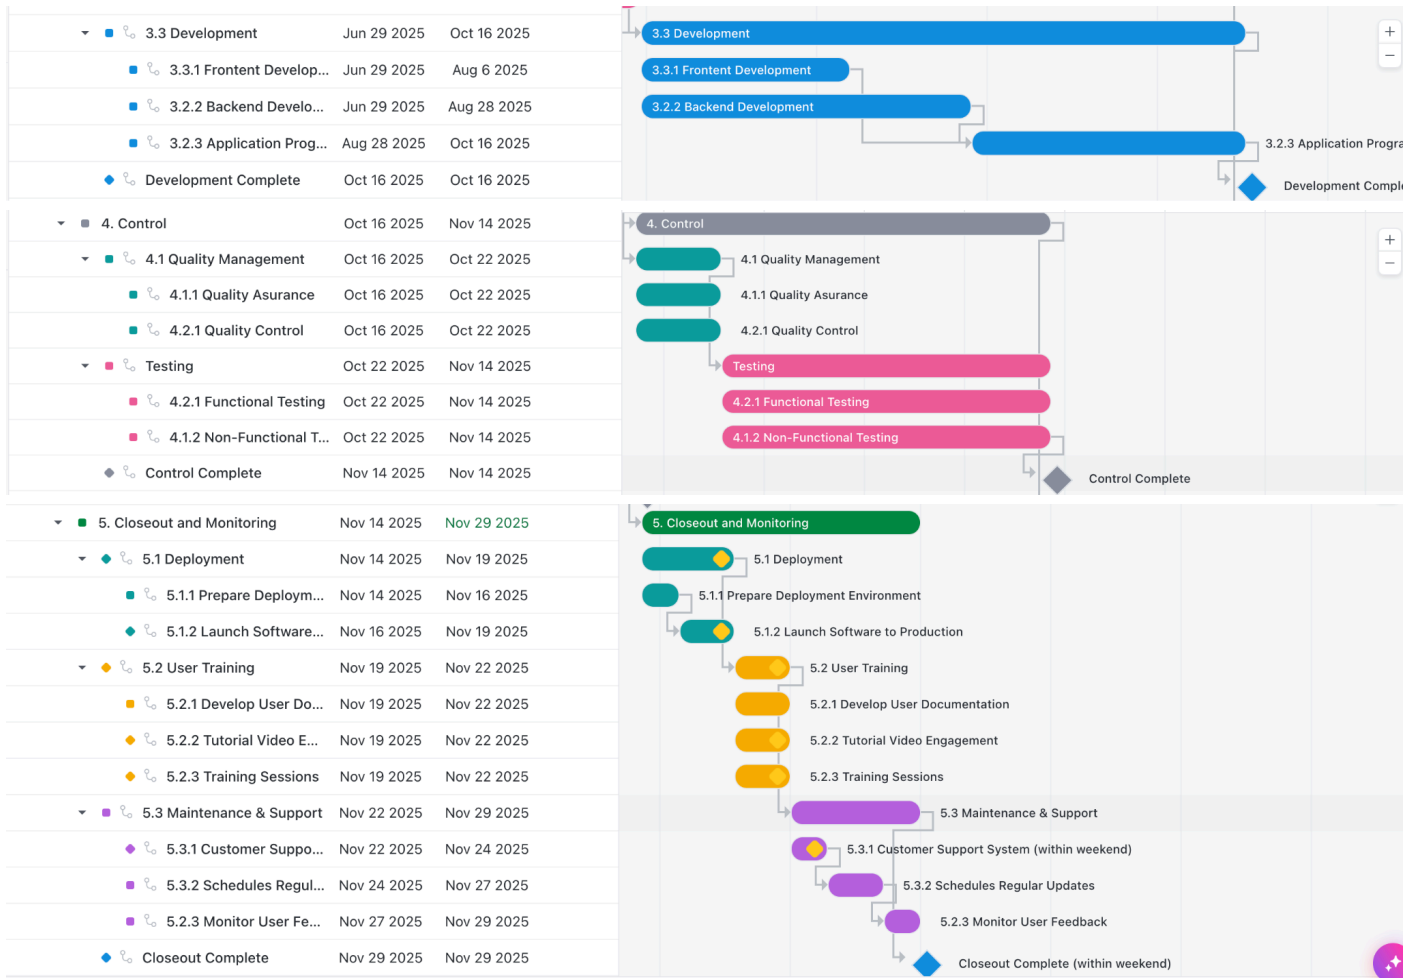 3.3 Development Jun 29 2025 Oct 16 2025 3.3 Development +
3.3.1 Frontent Develop... Jun 29 2025 Aug 6 2025 3.3.1 Frontent Development −
3.2.2 Backend Develo... Jun 29 2025 Aug 28 2025 3.2.2 Backend Development
3.2.3 Application Prog... Aug 28 2025 Oct 16 2025 3.2.3 Application Progra
Development Complete Oct 16 2025 Oct 16 2025 Development Comple
4. Control Oct 16 2025 Nov 14 2025 4. Control +
4.1 Quality Management Oct 16 2025 Oct 22 2025 4.1 Quality Management −
4.1.1 Quality Asurance Oct 16 2025 Oct 22 2025 4.1.1 Quality Asurance
4.2.1 Quality Control Oct 16 2025 Oct 22 2025 4.2.1 Quality Control
Testing Oct 22 2025 Nov 14 2025 Testing
4.2.1 Functional Testing Oct 22 2025 Nov 14 2025 4.2.1 Functional Testing
4.1.2 Non-Functional T... Oct 22 2025 Nov 14 2025 4.1.2 Non-Functional Testing
Control Complete Nov 14 2025 Nov 14 2025 Control Complete
5. Closeout and Monitoring Nov 14 2025 Nov 29 2025 5. Closeout and Monitoring
5.1 Deployment Nov 14 2025 Nov 19 2025 5.1 Deployment
5.1.1 Prepare Deploym... Nov 14 2025 Nov 16 2025 5.1.1 Prepare Deployment Environment
5.1.2 Launch Software... Nov 16 2025 Nov 19 2025 5.1.2 Launch Software to Production
5.2 User Training Nov 19 2025 Nov 22 2025 5.2 User Training
5.2.1 Develop User Do... Nov 19 2025 Nov 22 2025 5.2.1 Develop User Documentation
5.2.2 Tutorial Video E... Nov 19 2025 Nov 22 2025 5.2.2 Tutorial Video Engagement
5.2.3 Training Sessions Nov 19 2025 Nov 22 2025 5.2.3 Training Sessions
5.3 Maintenance & Support Nov 22 2025 Nov 29 2025 5.3 Maintenance & Support
5.3.1 Customer Suppo... Nov 22 2025 Nov 24 2025 5.3.1 Customer Support System (within weekend)
5.3.2 Schedules Regul... Nov 24 2025 Nov 27 2025 5.3.2 Schedules Regular Updates
5.2.3 Monitor User Fe... Nov 27 2025 Nov 29 2025 5.2.3 Monitor User Feedback
Closeout Complete Nov 29 2025 Nov 29 2025 Closeout Complete (within weekend)